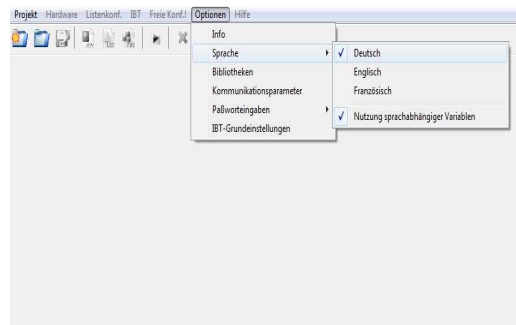 Projekt Hardware Listenkonf. IBT Freie Konf.! Optionen Hilfe
Info
Sprache
Bibliotheken
Kommunikationsparameter
Paßworteingaben
IBT-Grundeinstellungen
Deutsch
Englisch
Französisch
Nutzung sprachabhängiger Variablen